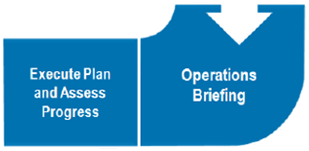 Execute Plan
and Assess
Progress
Operations
Briefing